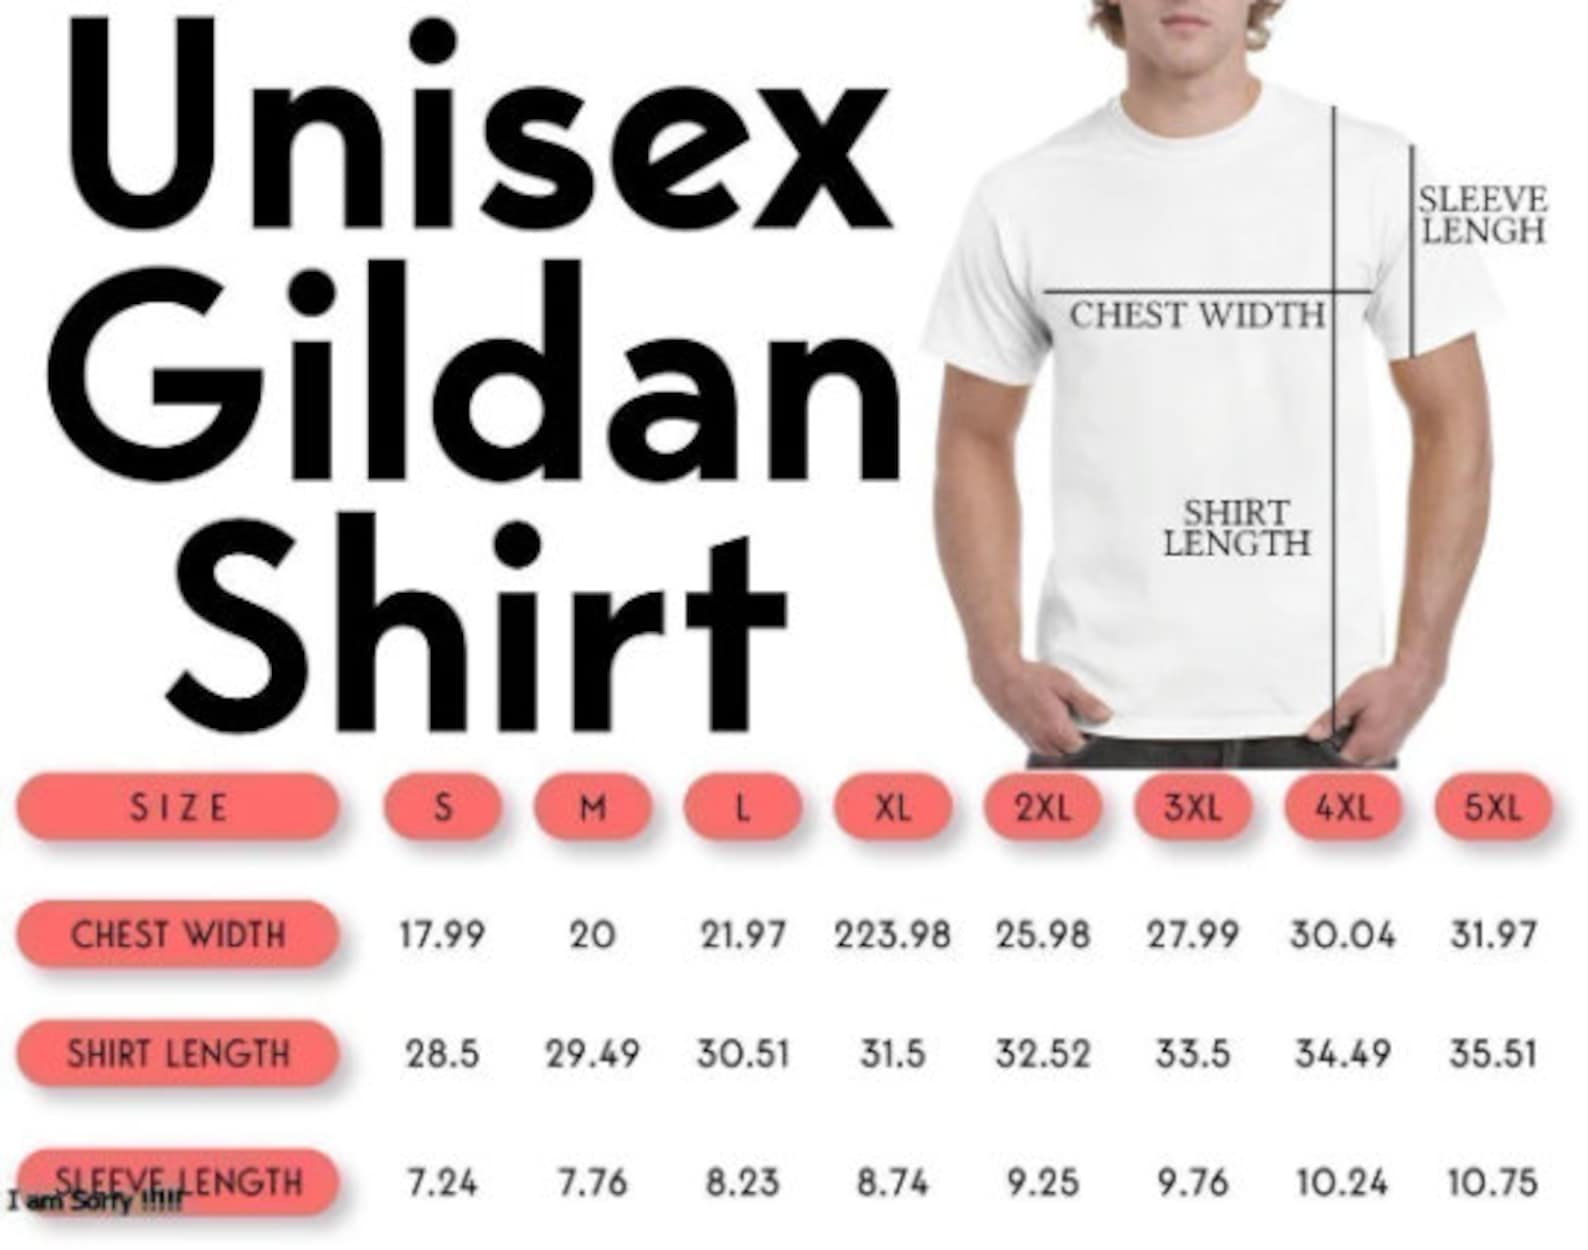 Unisex
Gildan
Shirt
SLEEVE
LENGH
CHEST WIDTH
SHIRT
LENGTH
SIZE S M L XL 2XL 3XL 4XL 5XL
CHEST WIDTH 17.99 20 21.97 223.98 25.98 27.99 30.04 31.97
SHIRT LENGTH 28.5 29.49 30.51 31.5 32.52 33.5 34.49 35.51
SLEEVE LENGTH 7.24 7.76 8.23 8.74 9.25 9.76 10.24 10.75
I am Sorry !!!!!